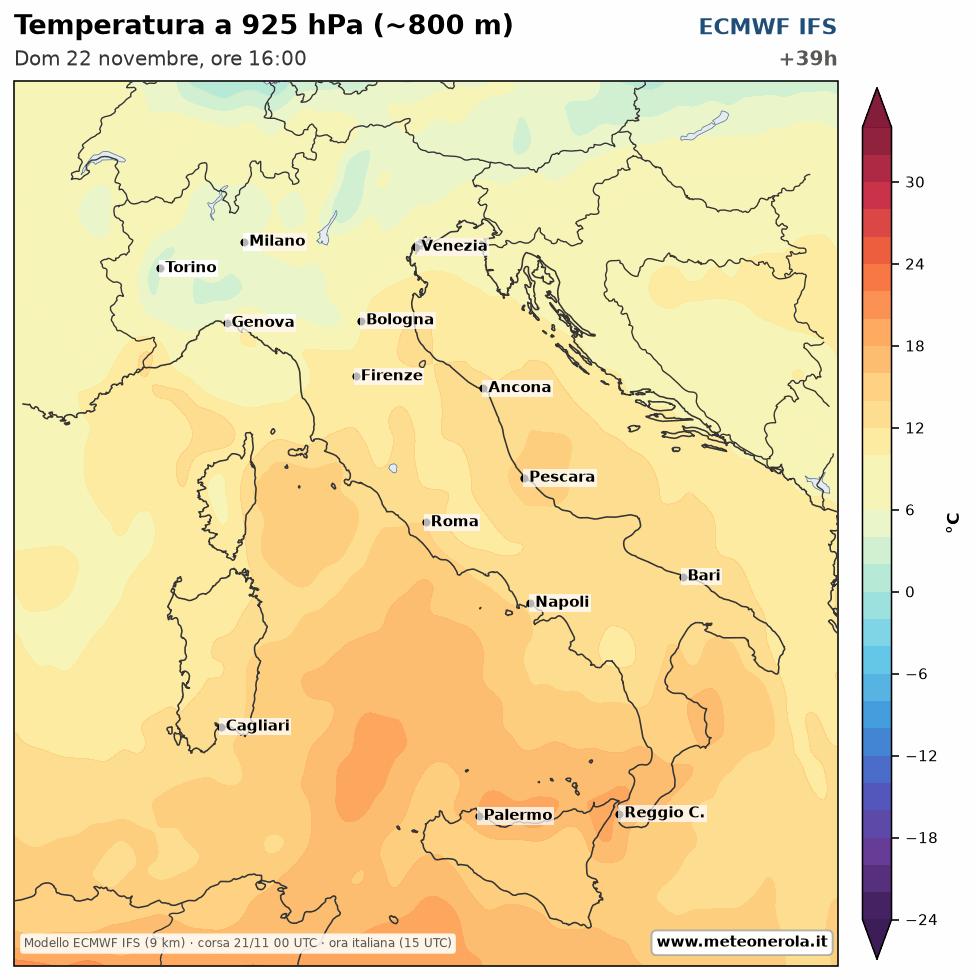 Temperatura a 925 hPa (~800 m)
ECMWF IFS
Dom 22 novembre, ore 16:00
+39h
Milano
Venezia
Torino
Genova
Bologna
Firenze
Ancona
Pescara
Roma
Bari
Napoli
Cagliari
Palermo
Reggio C.
30
24
18
12
6
0
−6
−12
−18
−24
°C
Modello ECMWF IFS (9 km) · corsa 21/11 00 UTC · ora italiana (15 UTC)
www.meteonerola.it